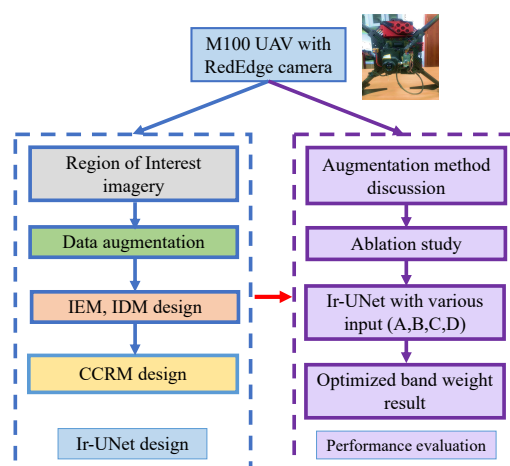 M100 UAV with
RedEdge camera
Region of Interest
imagery
Data augmentation
IEM, IDM design
CCRM design
Ir-UNet design
Augmentation method
discussion
Ablation study
Ir-UNet with various
input (A,B,C,D)
Optimized band weight
result
Performance evaluation